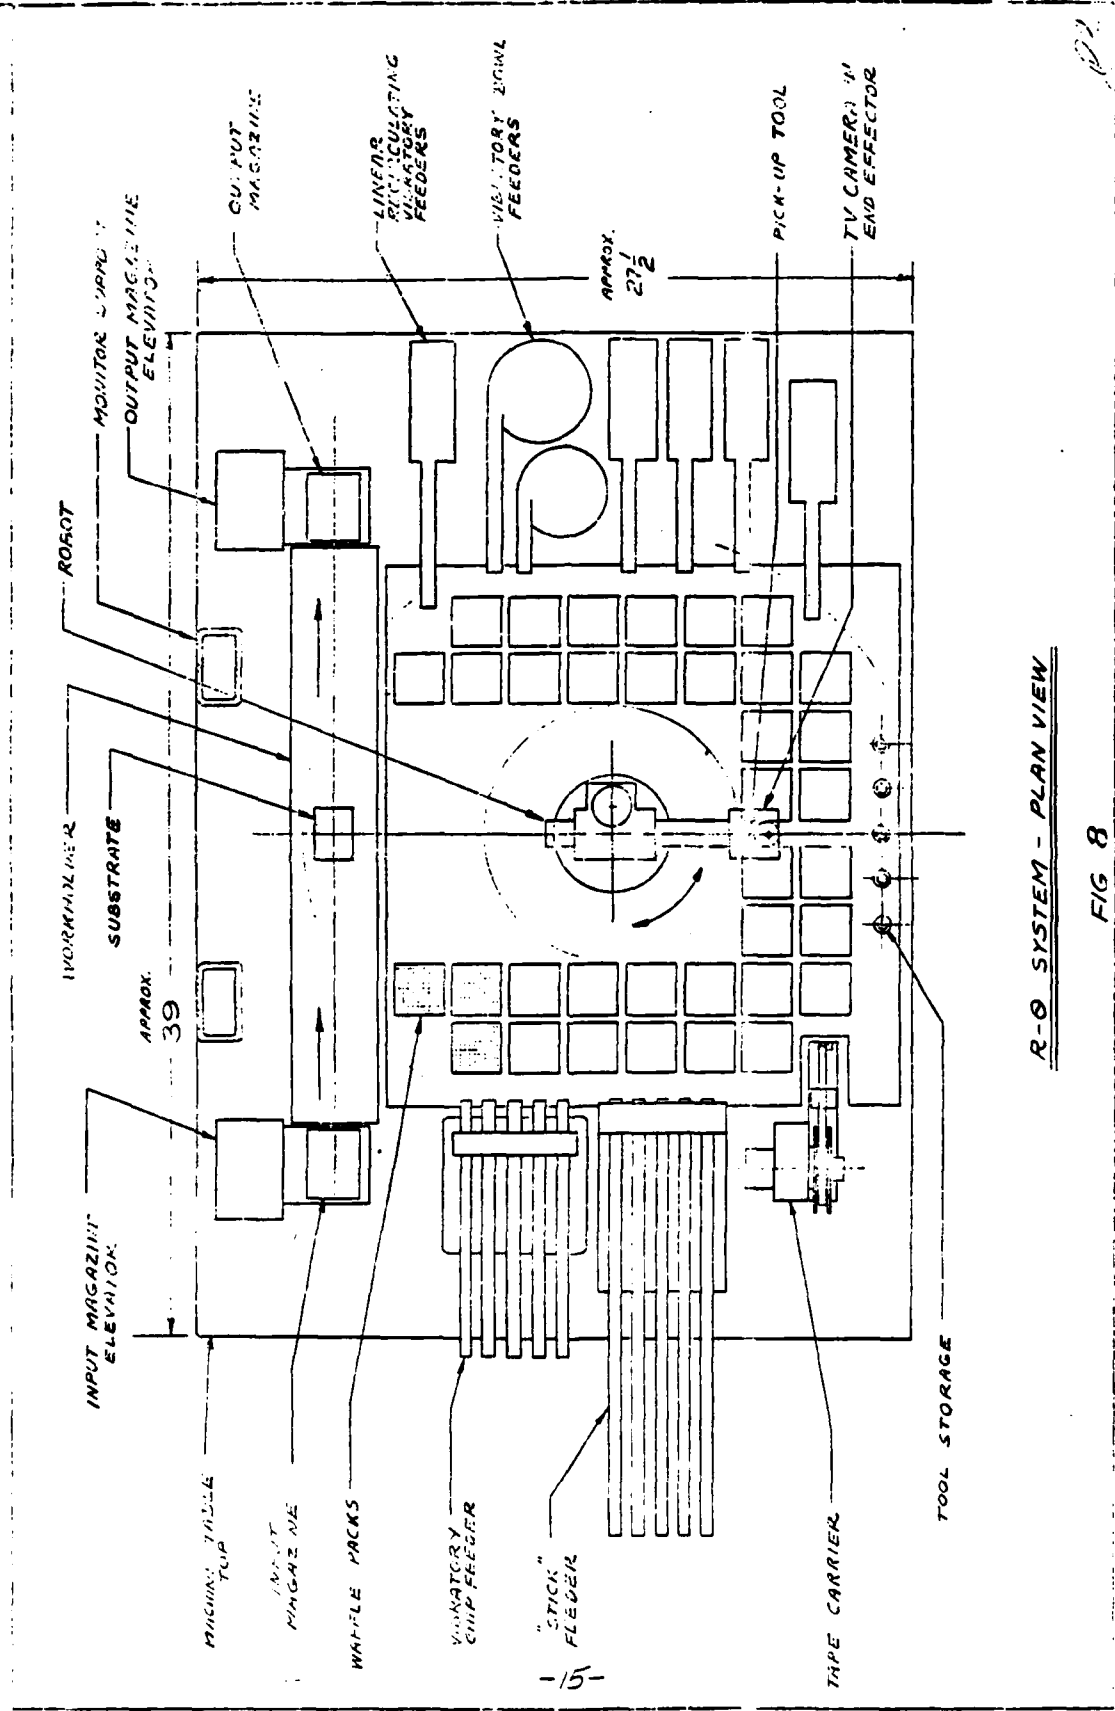 INPUT MAGAZINE
ELEVATOR
MACHINE TABLE
TOP
INPUT
MAGAZINE
WAFFLE PACKS
VIBRATORY
CHIP FEEDER
"STICK"
FEEDER
TAPE CARRIER
TOOL STORAGE
APPROX.
39
WORKHOLDER
SUBSTRATE
ROBOT
MONITOR SUPPORT
OUTPUT MAGAZINE
ELEVATOR
OUTPUT
MAGAZINE
LINEAR
RECIRCULATING
VIBRATORY
FEEDERS
VIBRATORY BOWL
FEEDERS
APPROX.
27 1/2
PICK-UP TOOL
TV CAMERA
END EFFECTOR
R-Θ SYSTEM - PLAN VIEW
FIG 8
-15-